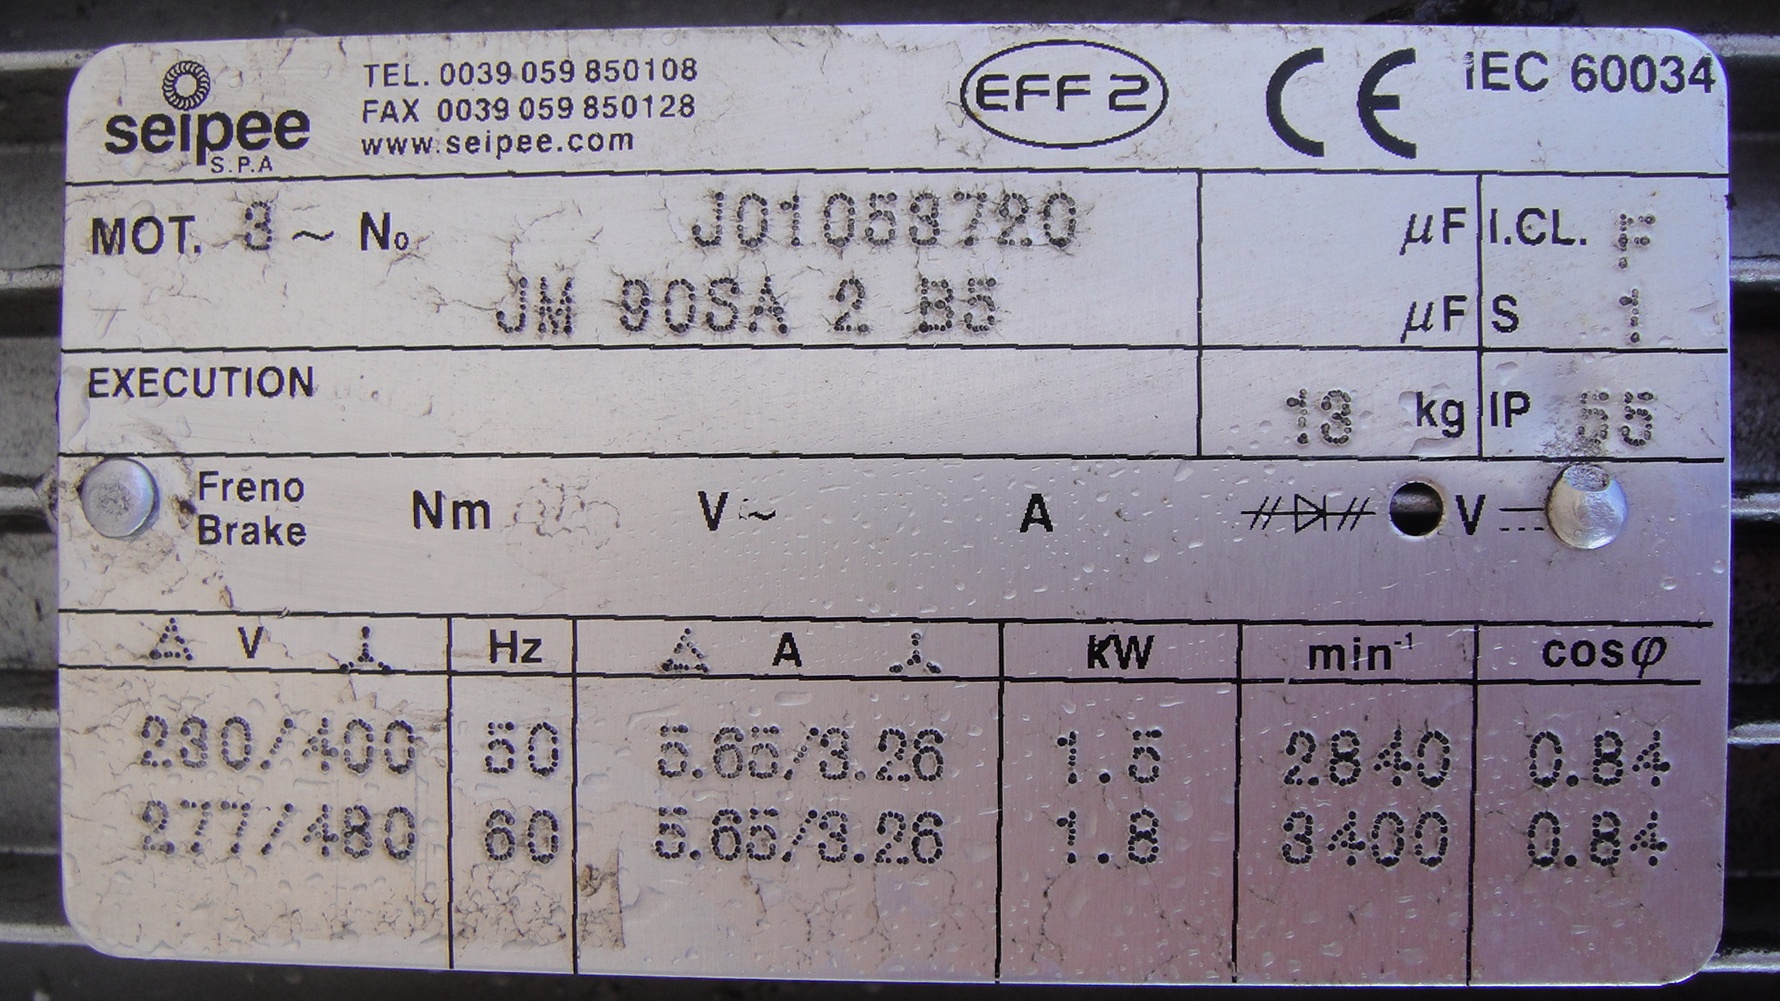 seipee
S.P.A
TEL. 0039 059 850108
FAX 0039 059 850128
www.seipee.com
EFF 2
CE
IEC 60034
MOT. 3 ~ No J01059720
JM 90SA 2 B5
µF
µF
I.CL. F
S 1
EXECUTION
13 kg
IP 55
Freno
Brake
Nm V~ A V
△ V Y Hz △ A Y kW min⁻¹ cosφ
230/400 50 5.65/3.26 1.5 2840 0.84
277/480 60 5.65/3.26 1.8 3400 0.84